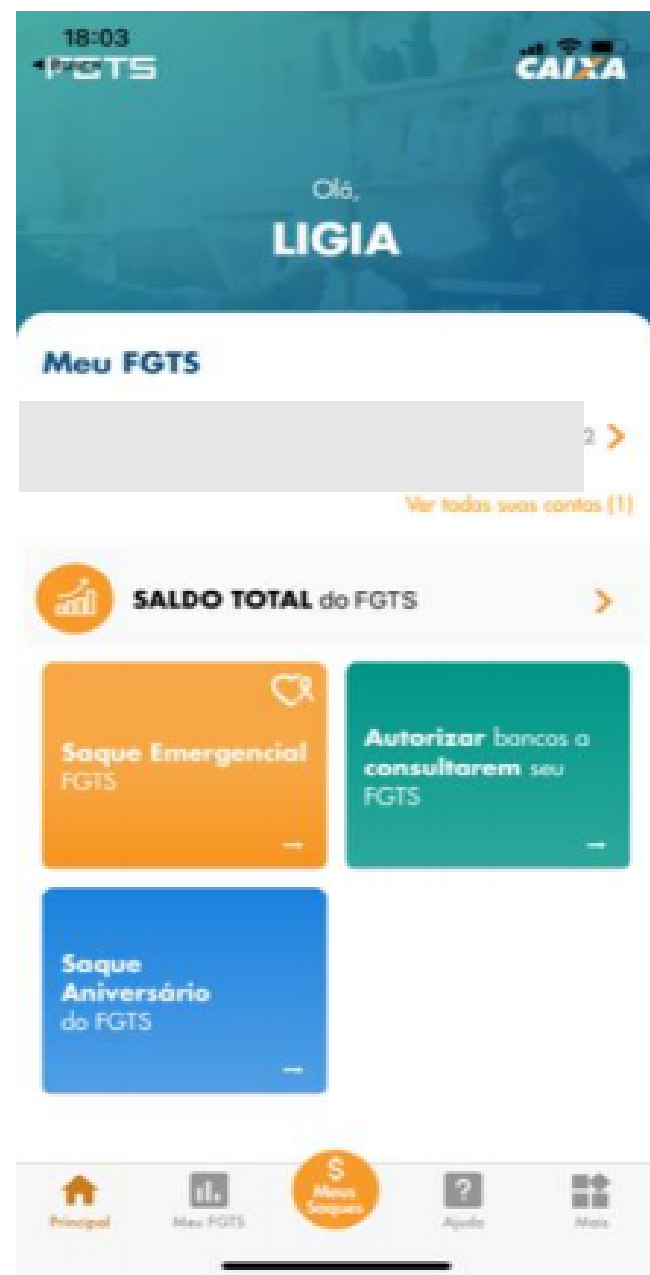 18:03
FGTS
CAIXA
Olá,
LIGIA
Meu FGTS
2
Ver todas suas contas (1)
SALDO TOTAL do FGTS
Saque Emergencial
FGTS
Autorizar bancos a
consultarem seu
FGTS
Saque
Aniversário
do FGTS
$
Meus
Saques
Principal
Meu FGTS
?
Ajuda
Mais